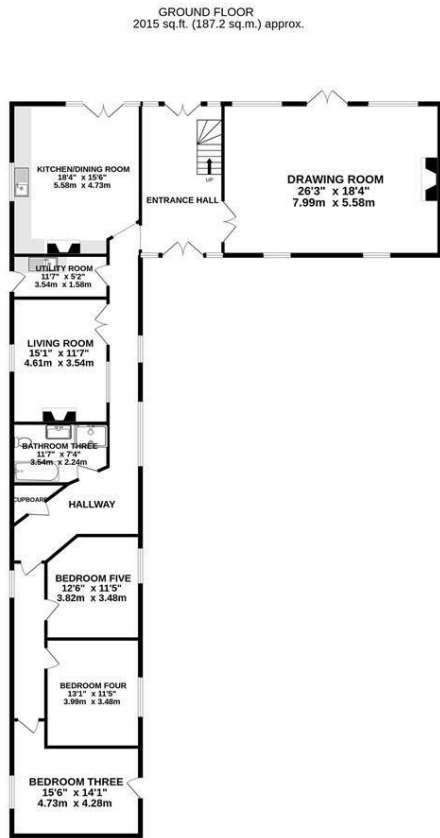 GROUND FLOOR
2015 sq.ft. (187.2 sq.m.) approx.
KITCHEN/DINING ROOM
18'4" x 15'6"
5.58m x 4.73m
UP
ENTRANCE HALL
DRAWING ROOM
26'3" x 18'4"
7.99m x 5.58m
UTILITY ROOM
11'7" x 5'2"
3.54m x 1.58m
LIVING ROOM
15'1" x 11'7"
4.61m x 3.54m
BATHROOM THREE
11'7" x 7'4"
3.54m x 2.24m
CUPBOARD
HALLWAY
BEDROOM FIVE
12'6" x 11'5"
3.82m x 3.48m
BEDROOM FOUR
13'1" x 11'5"
3.99m x 3.48m
BEDROOM THREE
15'6" x 14'1"
4.73m x 4.28m